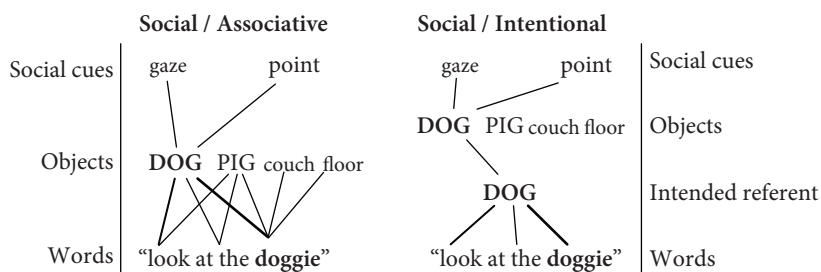 Social / Associative Social / Intentional
Social cues gaze point gaze point Social cues
DOG PIG couch floor Objects
Objects DOG PIG couch floor
DOG Intended referent
Words “look at the doggie” “look at the doggie” Words